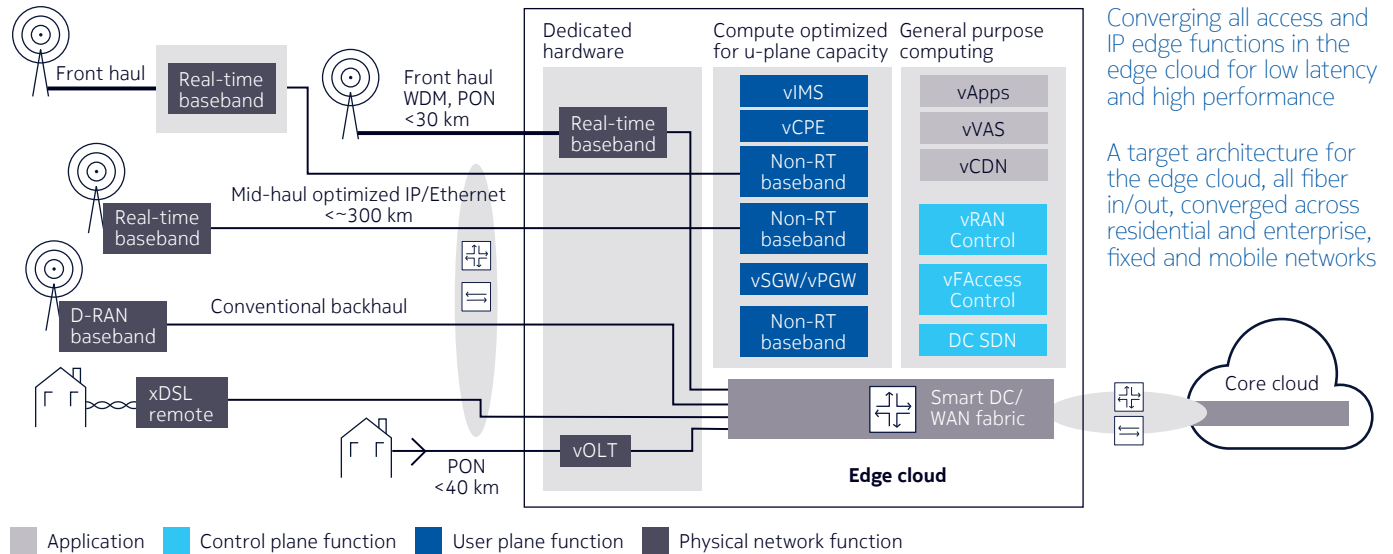 Front haul
Real-time
baseband
Front haul
WDM, PON
<30 km
Mid-haul optimized IP/Ethernet
<~300 km
Real-time
baseband
D-RAN
baseband
Conventional backhaul
xDSL
remote
PON
<40 km
Dedicated
hardware
Real-time
baseband
vOLT
Compute optimized
for u-plane capacity
vIMS
vCPE
Non-RT
baseband
Non-RT
baseband
vSGW/vPGW
Non-RT
baseband
General purpose
computing
vApps
vVAS
vCDN
vRAN
Control
vFAccess
Control
DC SDN
Smart DC/
WAN fabric
Edge cloud
Converging all access and
IP edge functions in the
edge cloud for low latency
and high performance
A target architecture for
the edge cloud, all fiber
in/out, converged across
residential and enterprise,
fixed and mobile networks
Core cloud
Application
Control plane function
User plane function
Physical network function